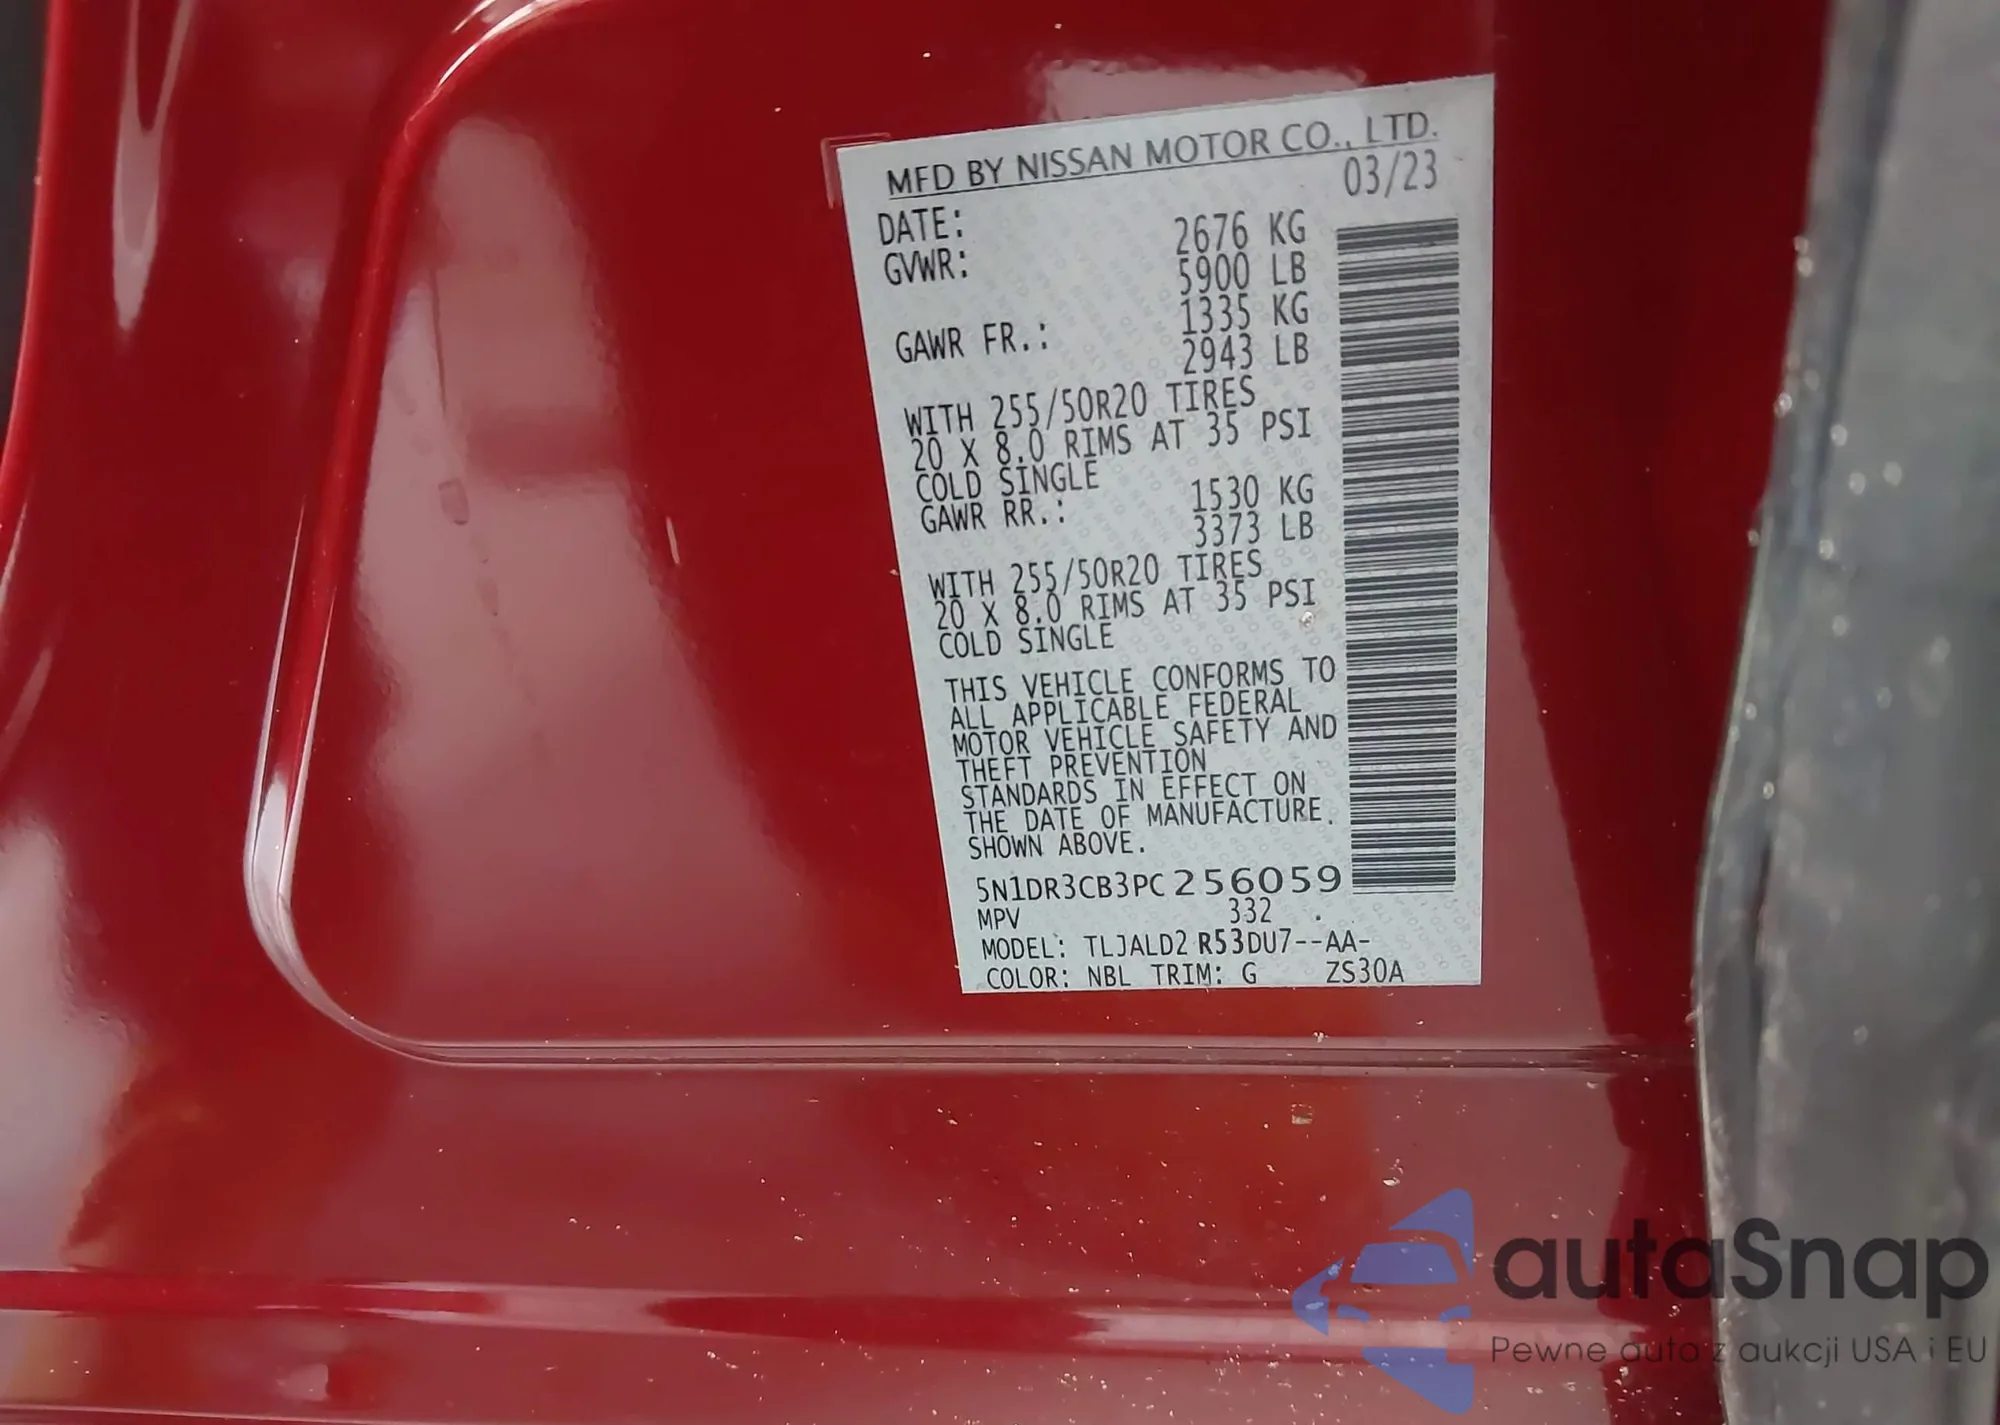 MFD BY NISSAN MOTOR CO., LTD.
DATE: 03/23
GVWR: 2676 KG
5900 LB
GAWR FR.: 1335 KG
2943 LB
WITH 255/50R20 TIRES
20 X 8.0 RIMS AT 35 PSI
COLD SINGLE
GAWR RR.: 1530 KG
3373 LB
WITH 255/50R20 TIRES
20 X 8.0 RIMS AT 35 PSI
COLD SINGLE
THIS VEHICLE CONFORMS TO
ALL APPLICABLE FEDERAL
MOTOR VEHICLE SAFETY AND
THEFT PREVENTION
STANDARDS IN EFFECT ON
THE DATE OF MANUFACTURE.
SHOWN ABOVE.
5N1DR3CB3PC256059
MPV 332 .
MODEL: TLJALD2 R53DU7--AA-
COLOR: NBL TRIM: G ZS30A
autaSnap
Pewne auta z aukcji USA i EU